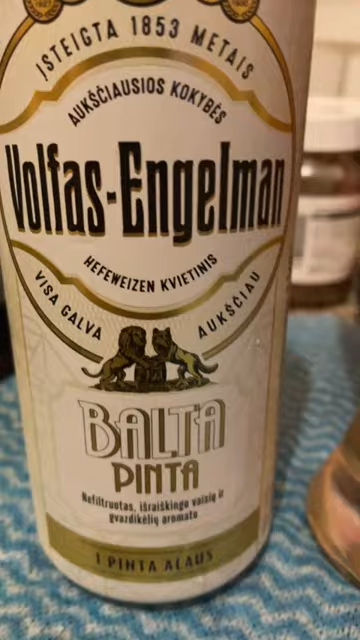 ĮSTEIGTA 1853 METAIS
AUKŠČIAUSIOS KOKYBĖS
Volfas-Engelman
HEFEWEIZEN KVIETINIS
VISA GALVA AUKŠČIAU
BALTA
PINTA
Nefiltruotas, išraiškingo vaisių ir
gvazdikėlių aromato
1 PINTA ALAUS